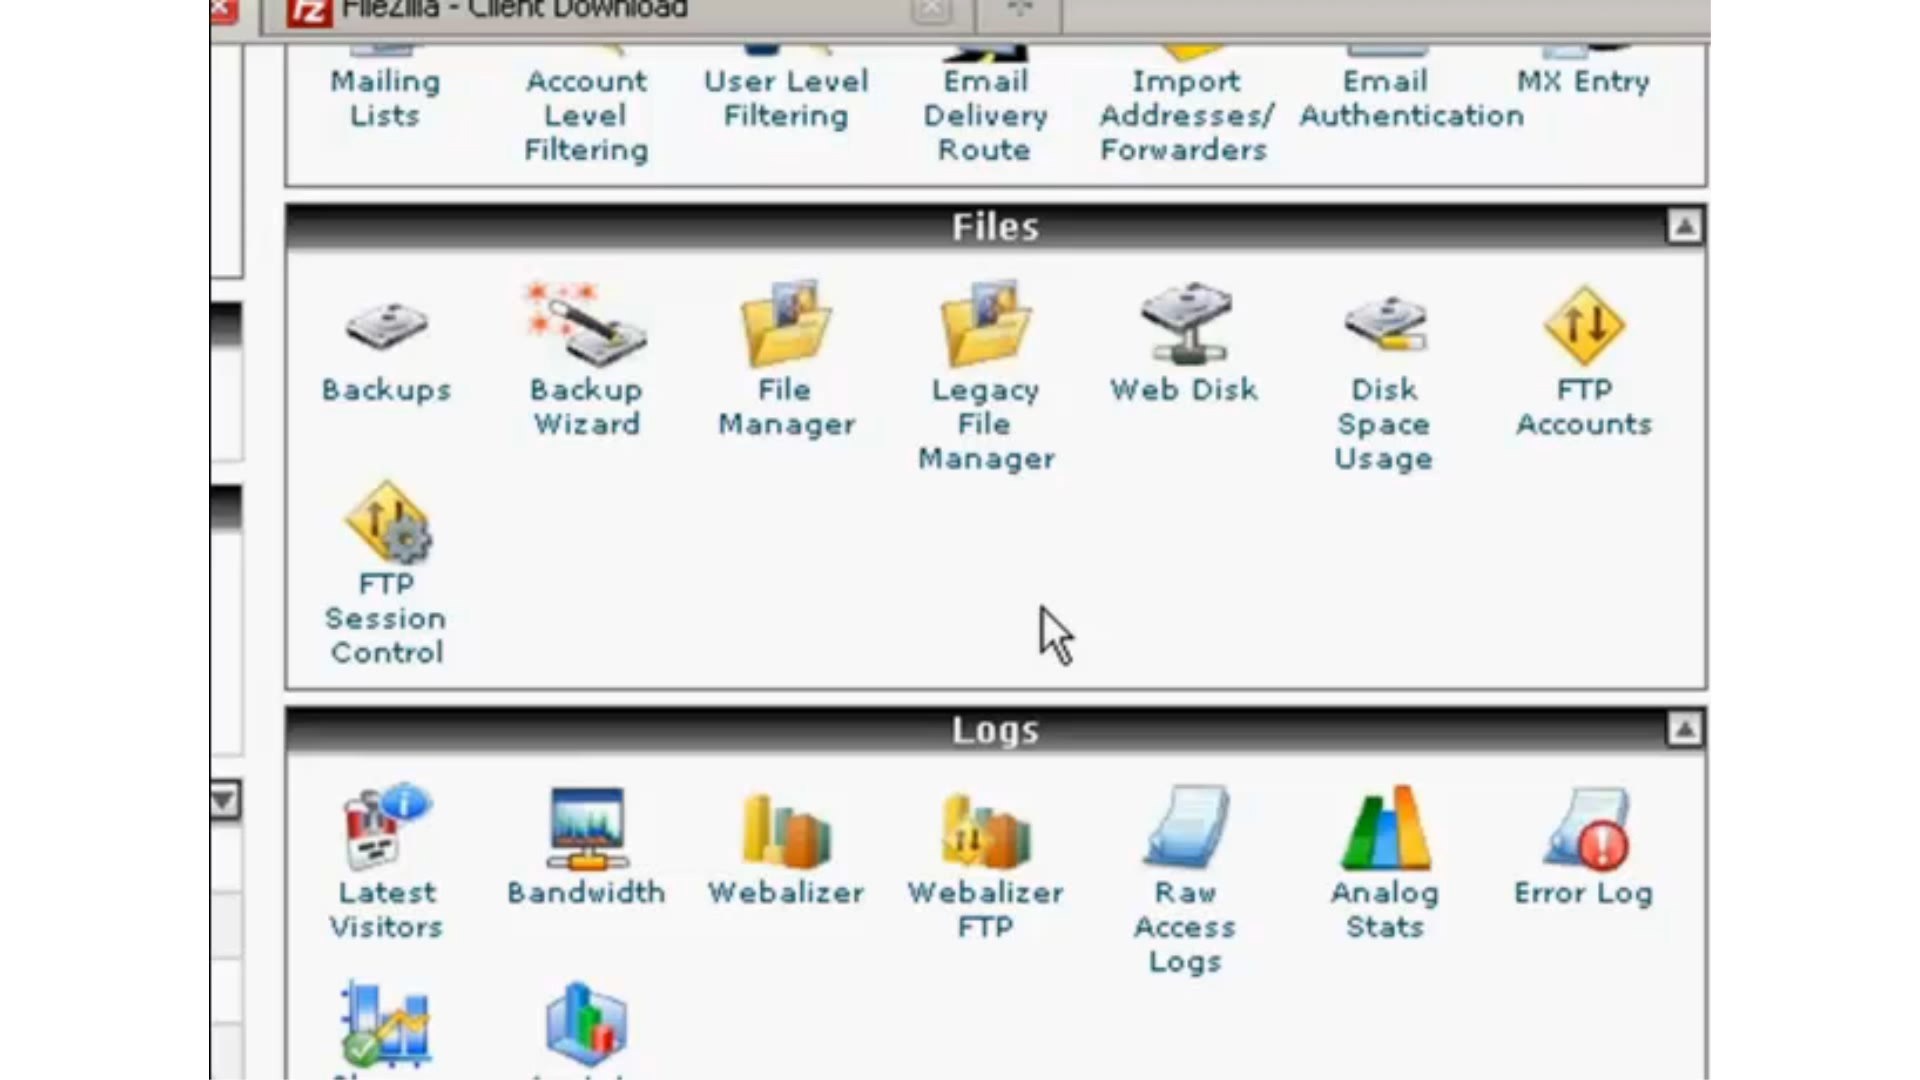 FileZilla - Client Download
Mailing Lists
Account Level Filtering
User Level Filtering
Email Delivery Route
Import Addresses/ Forwarders
Email Authentication
MX Entry
Files
Backups
Backup Wizard
File Manager
Legacy File Manager
Web Disk
Disk Space Usage
FTP Accounts
FTP Session Control
Logs
Latest Visitors
Bandwidth
Webalizer
Webalizer FTP
Raw Access Logs
Analog Stats
Error Log